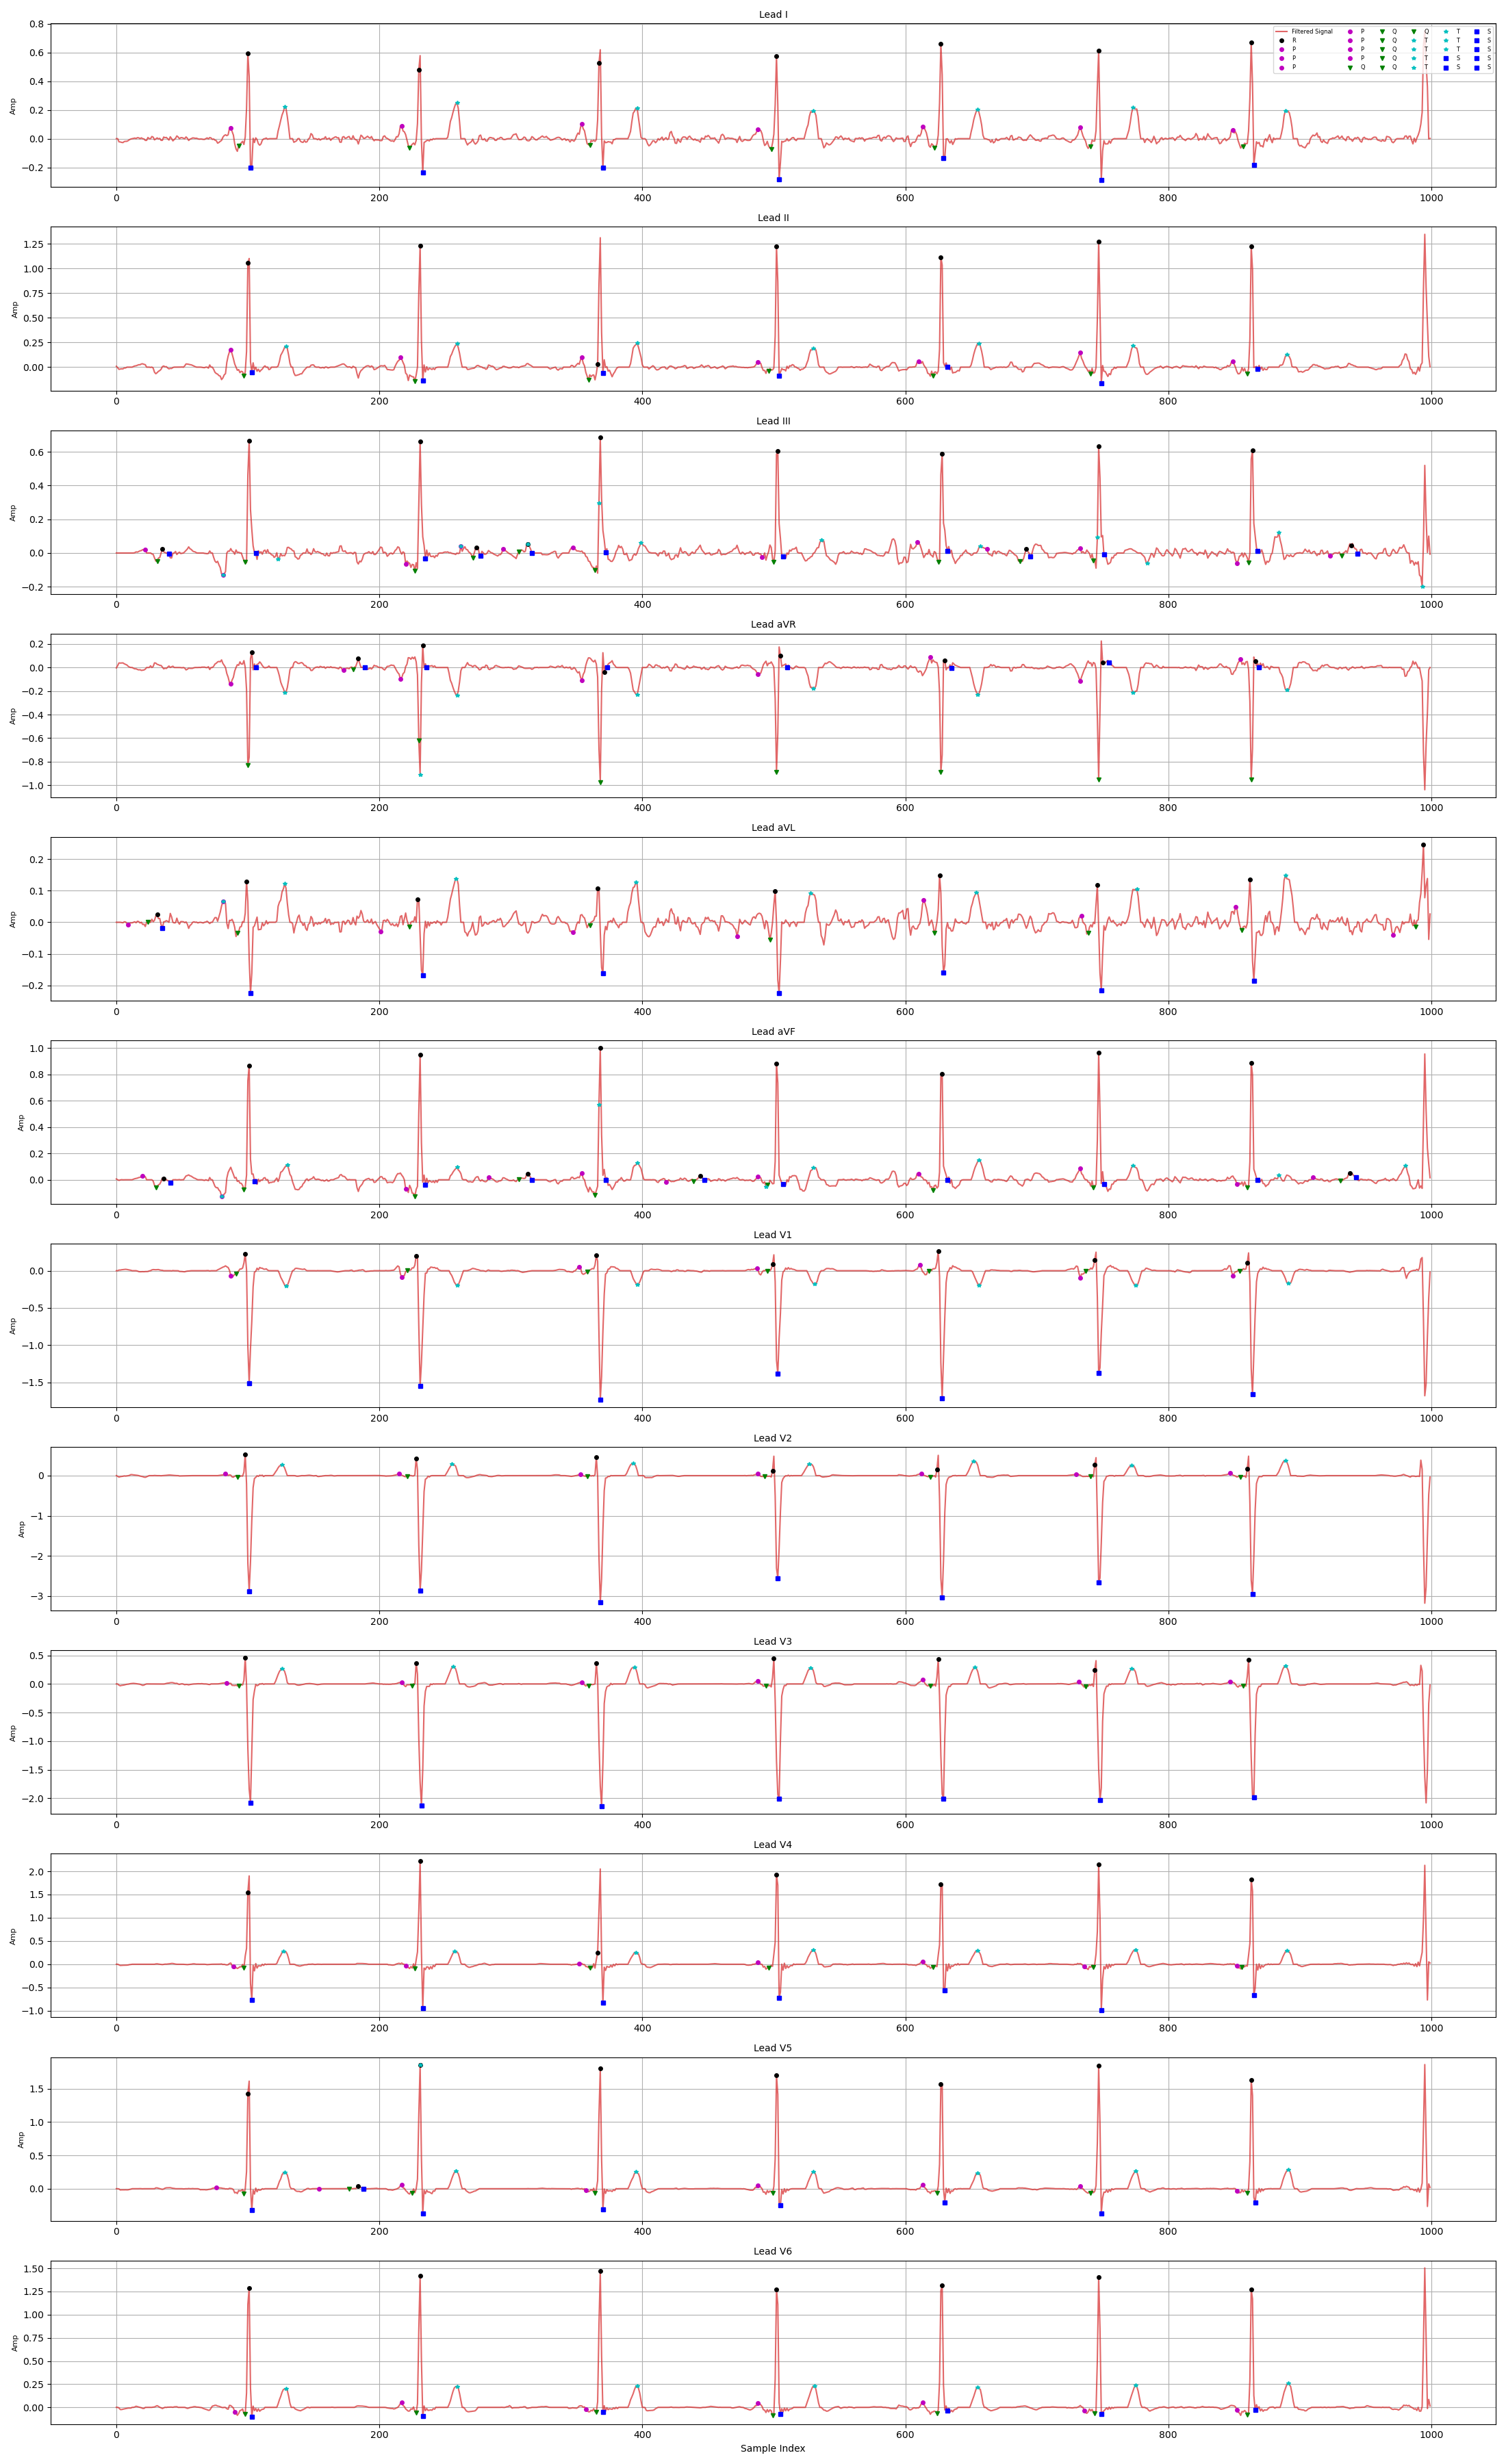 Lead I
Filtered Signal P Q Q T S
R P Q T T S
P P Q T T S
P P Q T S S
P Q Q T S S
Amp
0.8
0.6
0.4
0.2
0.0
−0.2
0 200 400 600 800 1000
Lead II
Amp
1.25
1.00
0.75
0.50
0.25
0.00
0 200 400 600 800 1000
Lead III
Amp
0.6
0.4
0.2
0.0
−0.2
0 200 400 600 800 1000
Lead aVR
Amp
0.2
0.0
−0.2
−0.4
−0.6
−0.8
−1.0
0 200 400 600 800 1000
Lead aVL
Amp
0.2
0.1
0.0
−0.1
−0.2
0 200 400 600 800 1000
Lead aVF
Amp
1.0
0.8
0.6
0.4
0.2
0.0
0 200 400 600 800 1000
Lead V1
Amp
0.0
−0.5
−1.0
−1.5
0 200 400 600 800 1000
Lead V2
Amp
0
−1
−2
−3
0 200 400 600 800 1000
Lead V3
Amp
0.5
0.0
−0.5
−1.0
−1.5
−2.0
0 200 400 600 800 1000
Lead V4
Amp
2.0
1.5
1.0
0.5
0.0
−0.5
−1.0
0 200 400 600 800 1000
Lead V5
Amp
1.5
1.0
0.5
0.0
0 200 400 600 800 1000
Lead V6
Amp
1.50
1.25
1.00
0.75
0.50
0.25
0.00
0 200 400 600 800 1000
Sample Index